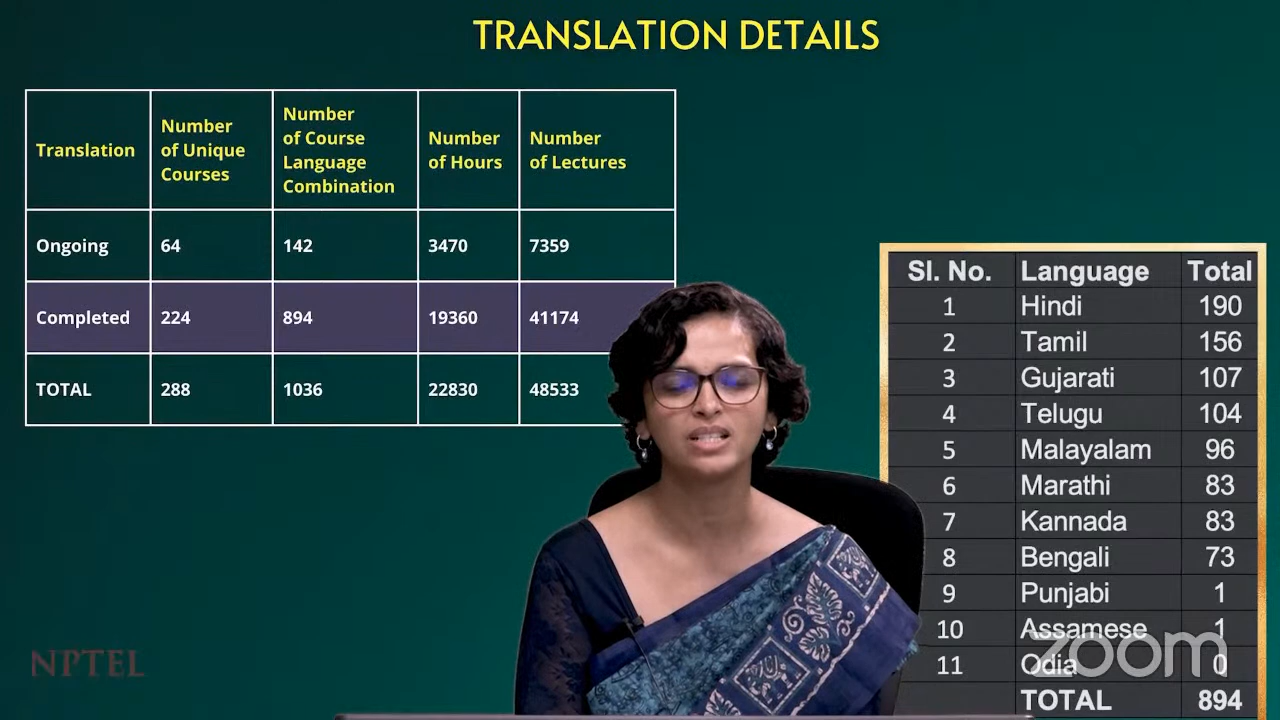 TRANSLATION DETAILS
Translation Number of Unique Courses Number of Course Language Combination Number of Hours Number of Lectures
Ongoing 64 142 3470 7359
Completed 224 894 19360 41174
TOTAL 288 1036 22830 48533
Sl. No. Language Total
1 Hindi 190
2 Tamil 156
3 Gujarati 107
4 Telugu 104
5 Malayalam 96
6 Marathi 83
7 Kannada 83
8 Bengali 73
9 Punjabi 1
10 Assamese 1
11 Odia 0
TOTAL 894
NPTEL
zoom